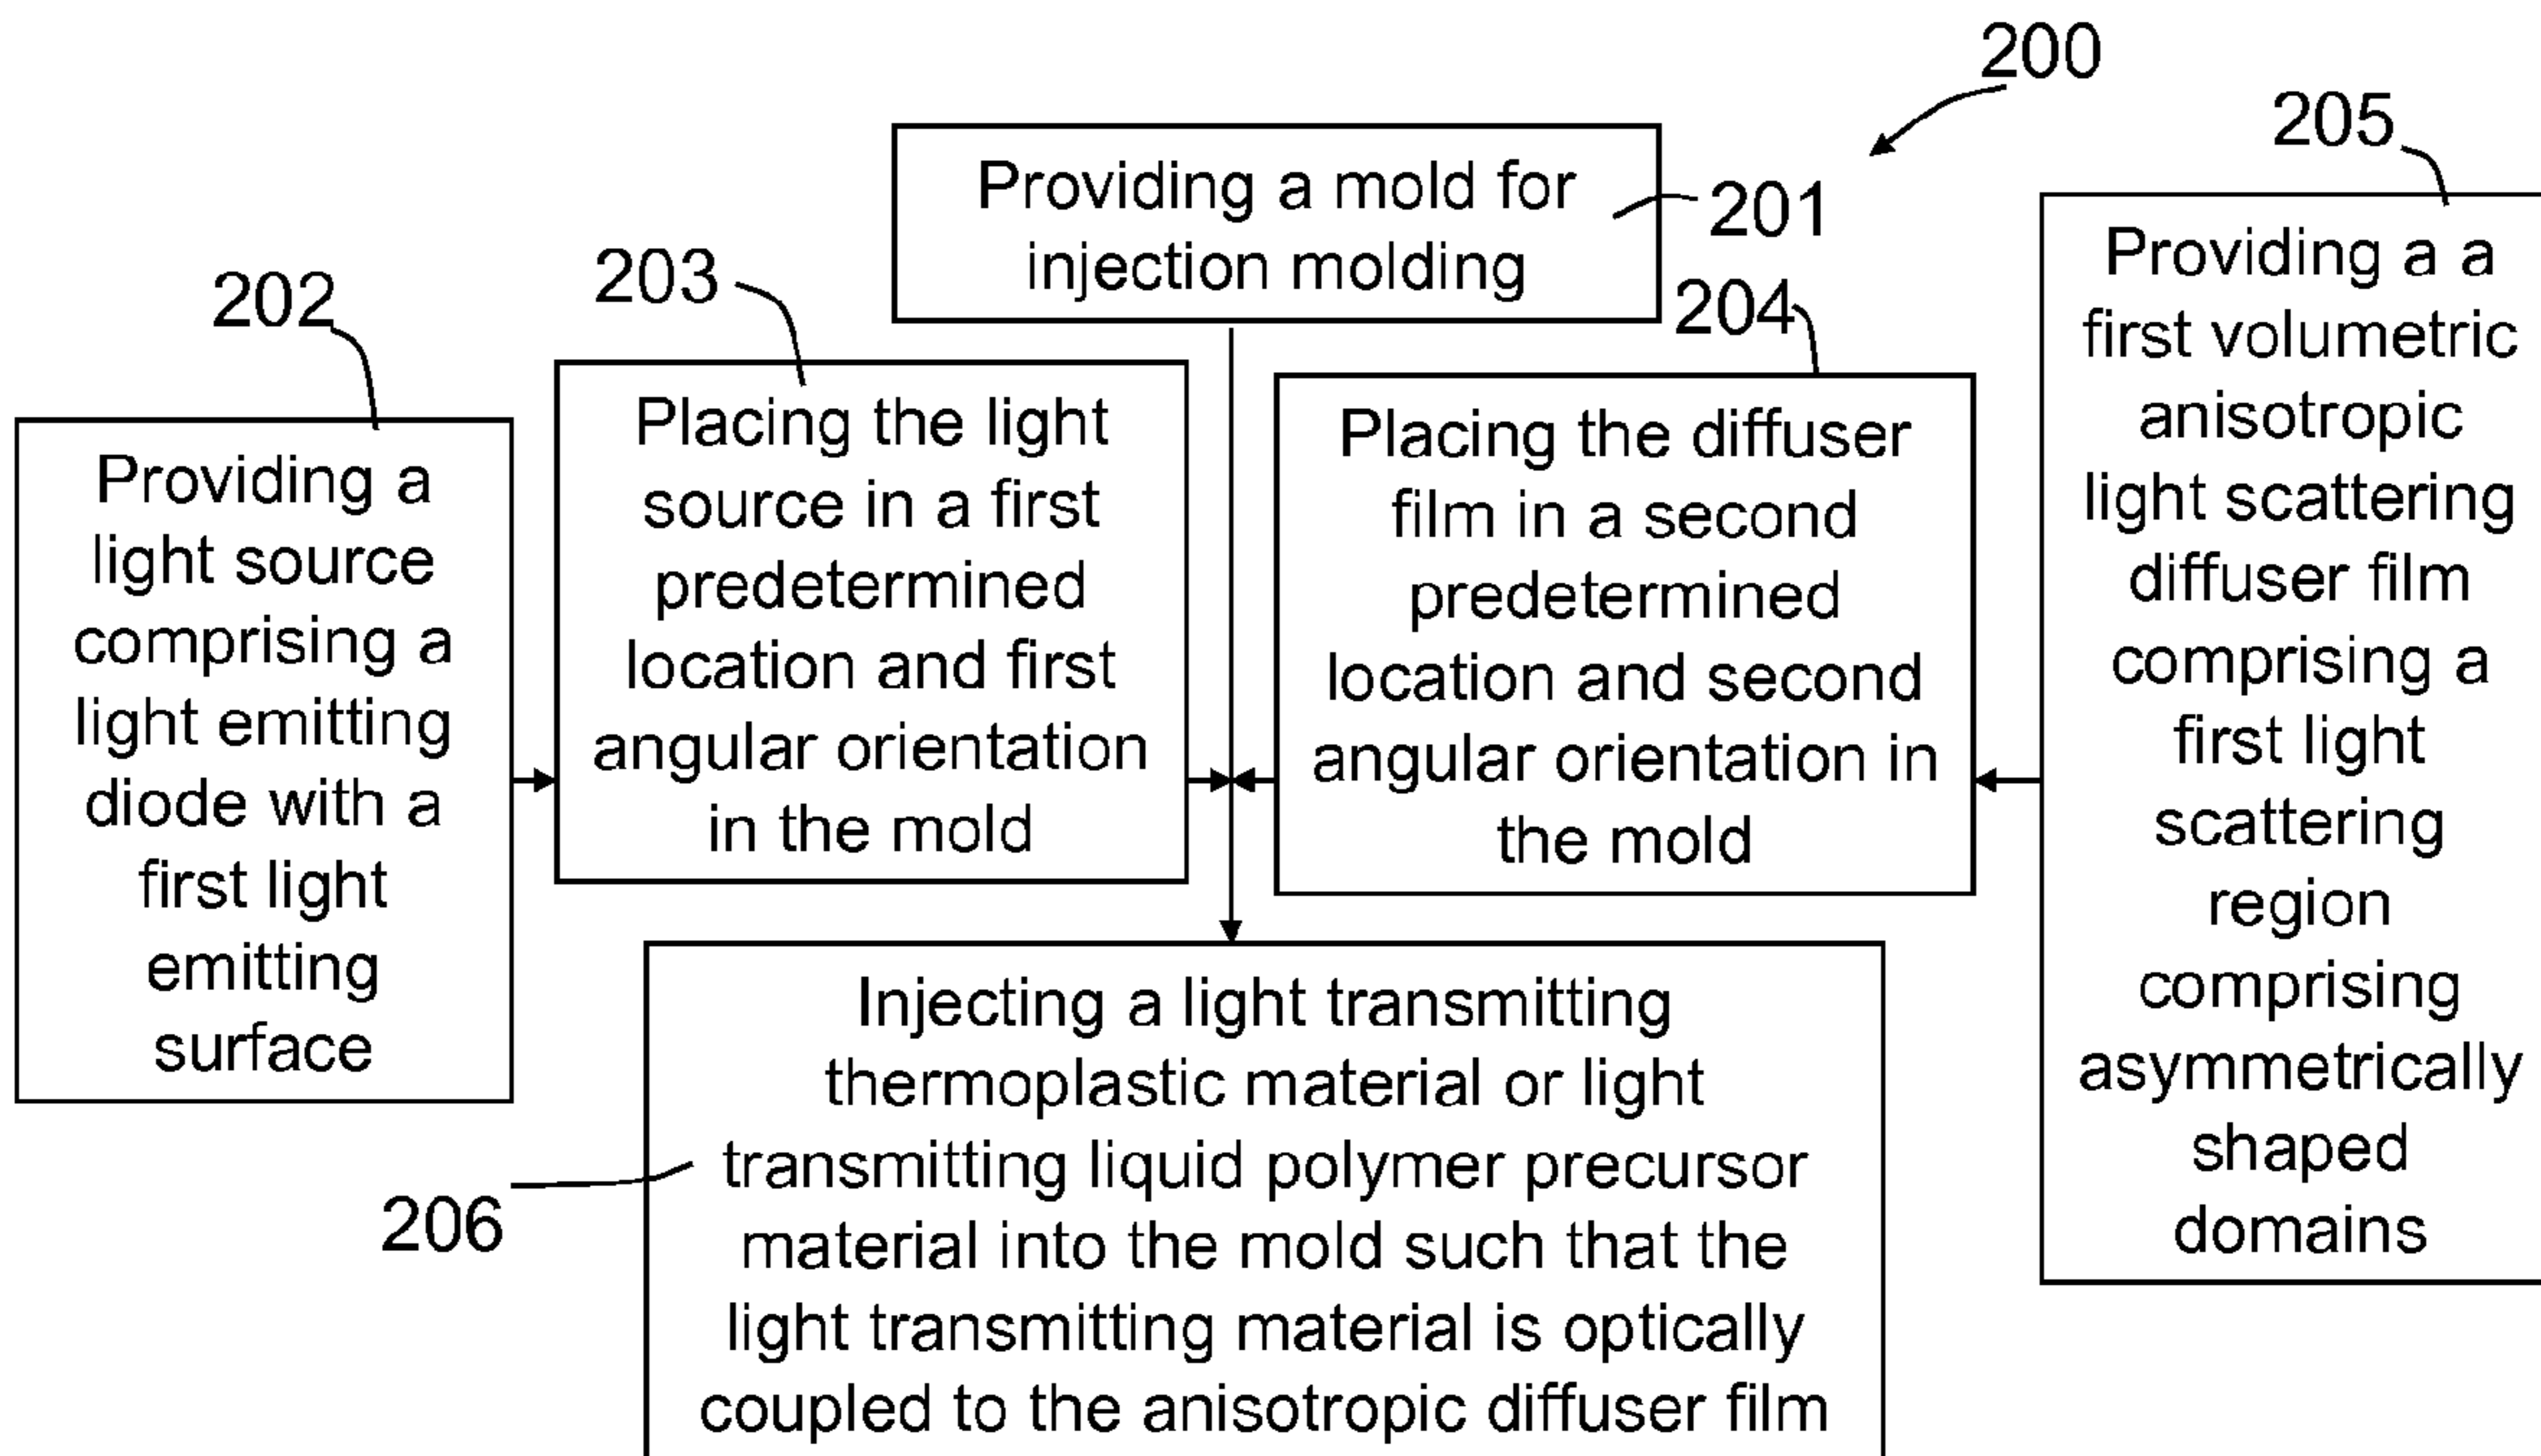 200
205
Providing a mold for
injection molding
201
202
203
204
Providing a
light source
comprising a
light emitting
diode with a
first light
emitting
surface
Placing the light
source in a first
predetermined
location and first
angular orientation
in the mold
Placing the diffuser
film in a second
predetermined
location and second
angular orientation in
the mold
Providing a a
first volumetric
anisotropic
light scattering
diffuser film
comprising a
first light
scattering
region
comprising
asymmetrically
shaped
domains
Injecting a light transmitting
thermoplastic material or light
transmitting liquid polymer precursor
material into the mold such that the
light transmitting material is optically
coupled to the anisotropic diffuser film
206